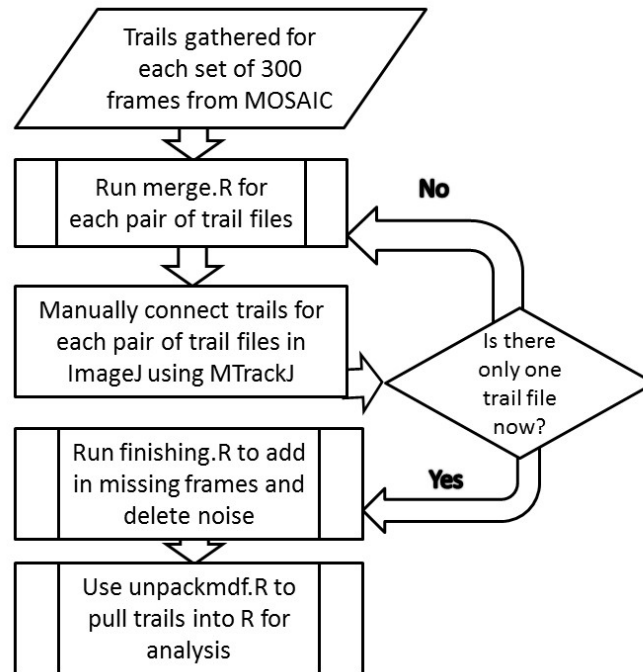 Trails gathered for
each set of 300
frames from MOSAIC
Run merge.R for
each pair of trail files
No
Manually connect trails for
each pair of trail files in
ImageJ using MTrackJ
Is there
only one
trail file
now?
Yes
Run finishing.R to add
in missing frames and
delete noise
Use unpackmdf.R to
pull trails into R for
analysis